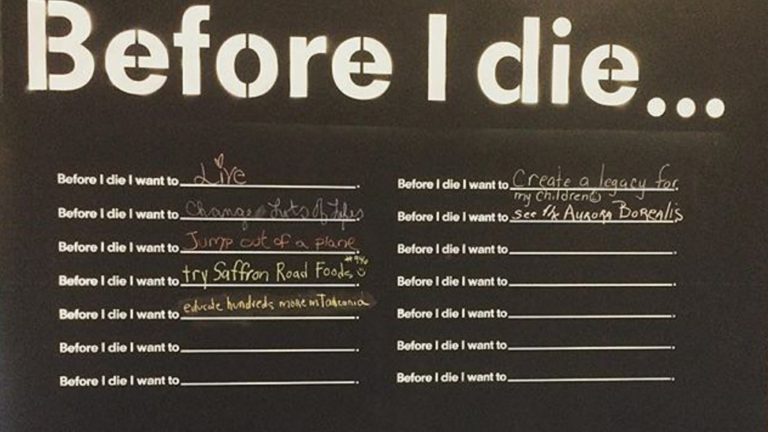 Before I die...
Before I die I want to Live.
Before I die I want to Change Lots of Lifes.
Before I die I want to Jump out of a plane.
Before I die I want to try Saffron Road Foods ☺.
Before I die I want to educate hundreds more in Tanzania.
Before I die I want to .
Before I die I want to .
Before I die I want to Create a legacy for.
my children☺
Before I die I want to see the AURORA BOREALIS.
Before I die I want to .
Before I die I want to .
Before I die I want to .
Before I die I want to .
Before I die I want to .